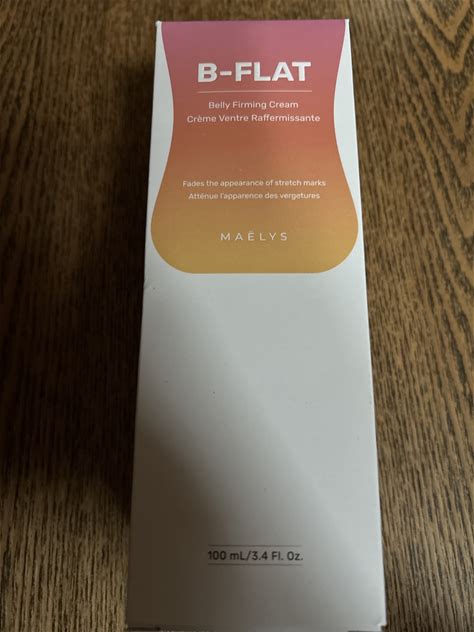 B-FLAT
Belly Firming Cream
Crème Ventre Raffermissante
Fades the appearance of stretch marks
Atténue l'apparence des vergetures
MAËLYS
100 mL/3.4 Fl. Oz.